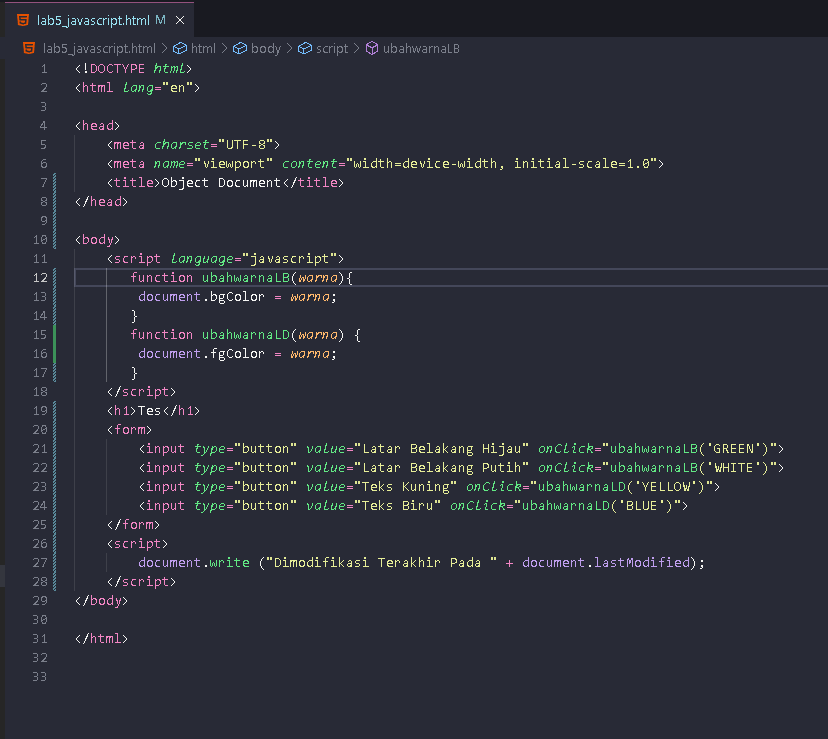 lab5_javascript.html M ×
lab5_javascript.html > html > body > script > ubahwarnaLB
1 <!DOCTYPE html>
2 <html lang="en">
3
4 <head>
5 <meta charset="UTF-8">
6 <meta name="viewport" content="width=device-width, initial-scale=1.0">
7 <title>Object Document</title>
8 </head>
9
10 <body>
11 <script language="javascript">
12 function ubahwarnaLB(warna){
13 document.bgColor = warna;
14 }
15 function ubahwarnaLD(warna) {
16 document.fgColor = warna;
17 }
18 </script>
19 <h1>Tes</h1>
20 <form>
21 <input type="button" value="Latar Belakang Hijau" onClick="ubahwarnaLB('GREEN')">
22 <input type="button" value="Latar Belakang Putih" onClick="ubahwarnaLB('WHITE')">
23 <input type="button" value="Teks Kuning" onClick="ubahwarnaLD('YELLOW')">
24 <input type="button" value="Teks Biru" onClick="ubahwarnaLD('BLUE')">
25 </form>
26 <script>
27 document.write ("Dimodifikasi Terakhir Pada " + document.lastModified);
28 </script>
29 </body>
30
31 </html>
32
33